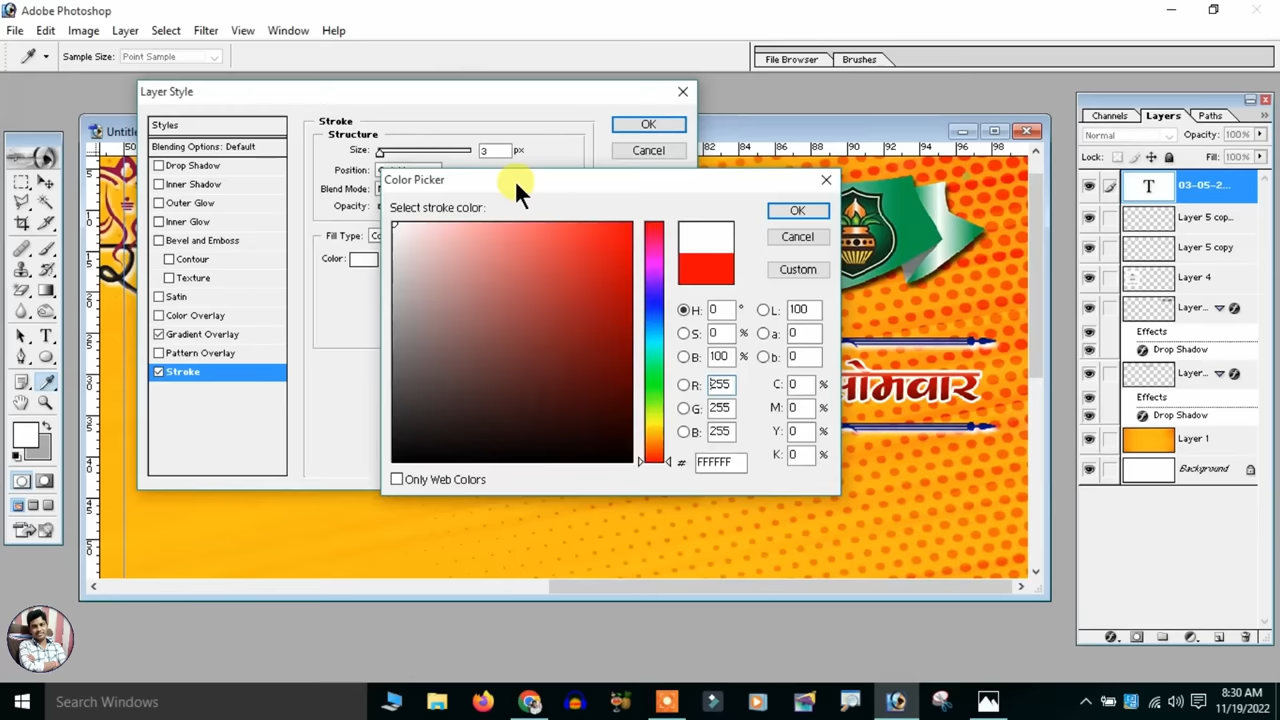 Adobe Photoshop
File Edit Image Layer Select Filter View Window Help
Sample Size: Point Sample
File Browser Brushes
Layer Style
Styles
Blending Options: Default
Drop Shadow
Inner Shadow
Outer Glow
Inner Glow
Bevel and Emboss
Contour
Texture
Satin
Color Overlay
Gradient Overlay
Pattern Overlay
Stroke
Stroke
Structure
Size: 3 px
Position:
Blend Mode:
Opacity:
Fill Type:
Color:
OK
Cancel
Color Picker
Select stroke color:
OK
Cancel
Custom
H: 0 ° L: 100
S: 0 % a: 0
B: 100 % b: 0
R: 255 C: 0 %
G: 255 M: 0 %
B: 255 Y: 0 %
# FFFFFF K: 0 %
Only Web Colors
82 84 86 88 90 92 94 96 98
सोमवार
Channels Layers Paths
Normal Opacity: 100%
Lock: Fill: 100%
T 03-05-2...
Layer 5 cop...
Layer 5 copy
Layer 4
Layer...
Effects
Drop Shadow
Layer...
Effects
Drop Shadow
Layer 1
Background
Search Windows
8:30 AM
11/19/2022